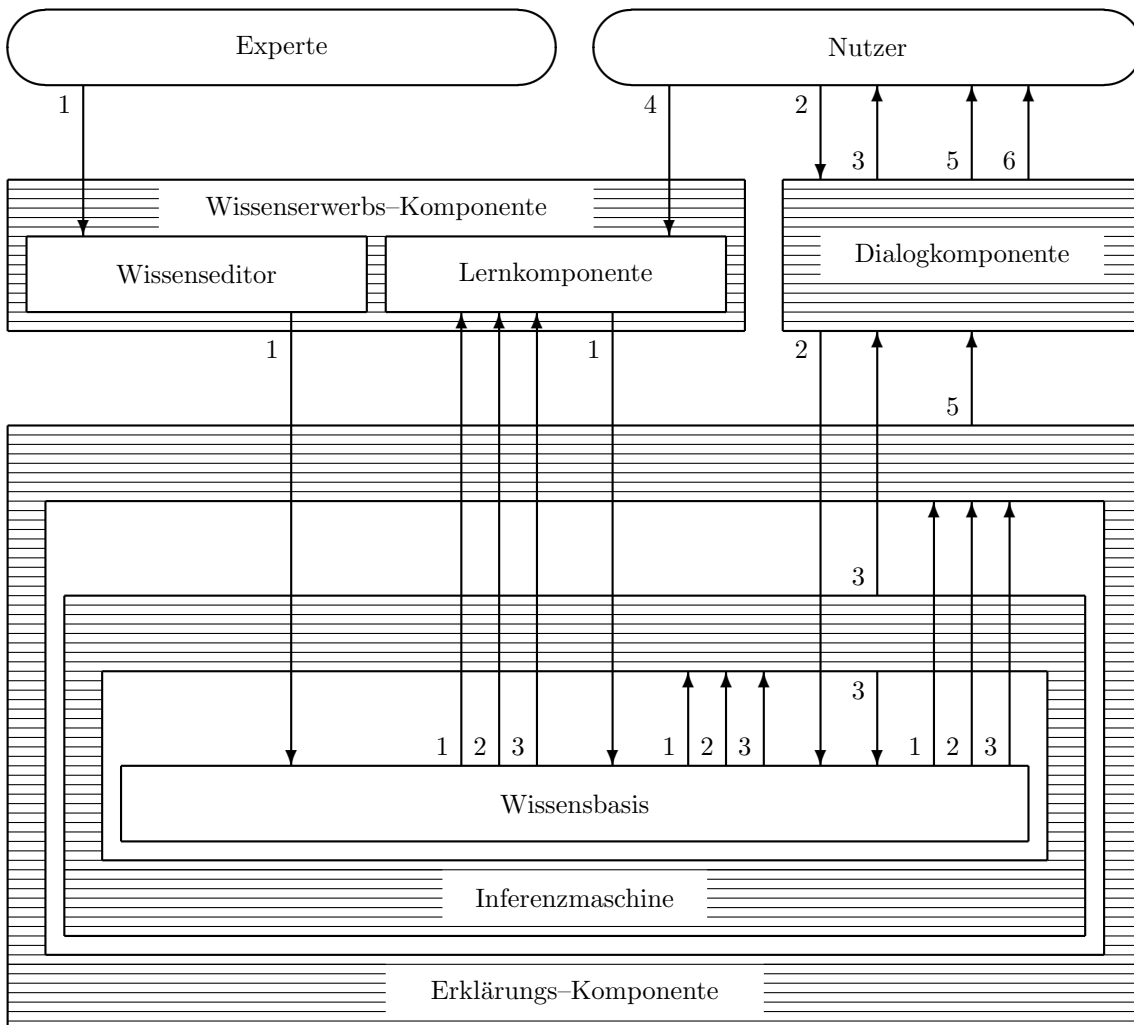 Experte
Nutzer
1
4
2
3
5
6
Wissenserwerbs–Komponente
Dialogkomponente
Wissenseditor
Lernkomponente
1
1
2
5
3
3
1
2
3
1
2
3
1
2
3
Wissensbasis
Inferenzmaschine
Erklärungs–Komponente